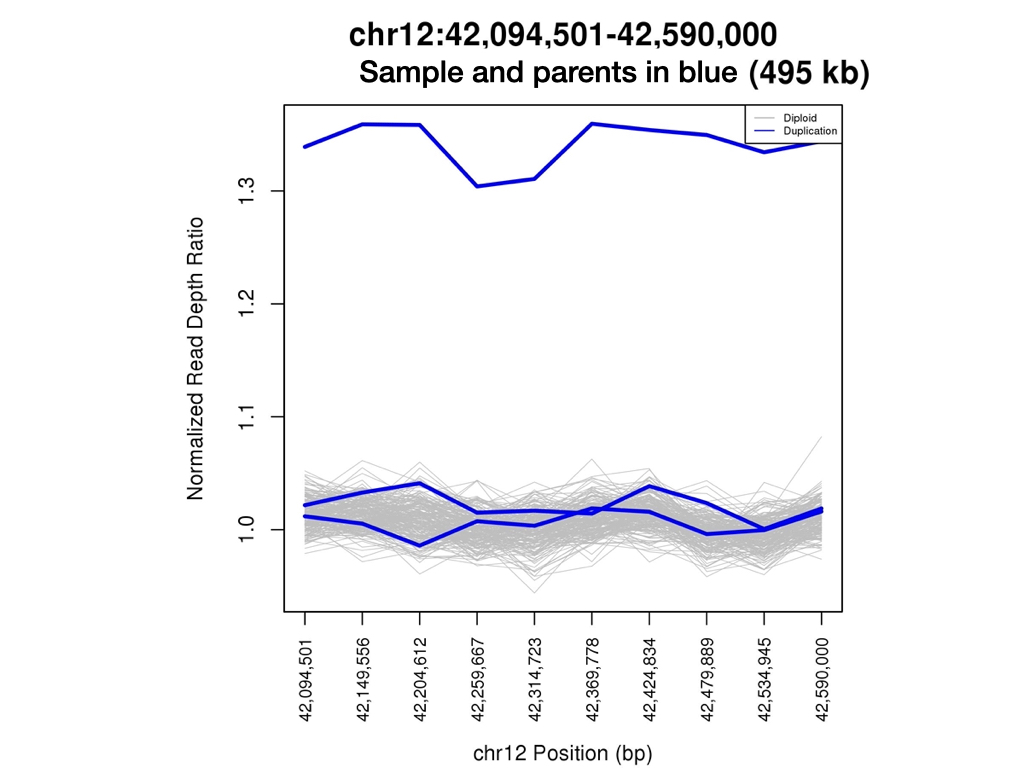 chr12:42,094,501-42,590,000
Sample and parents in blue (495 kb)
Diploid
Duplication
Normalized Read Depth Ratio
1.3
1.2
1.1
1.0
42,094,501
42,149,556
42,204,612
42,259,667
42,314,723
42,369,778
42,424,834
42,479,889
42,534,945
42,590,000
chr12 Position (bp)